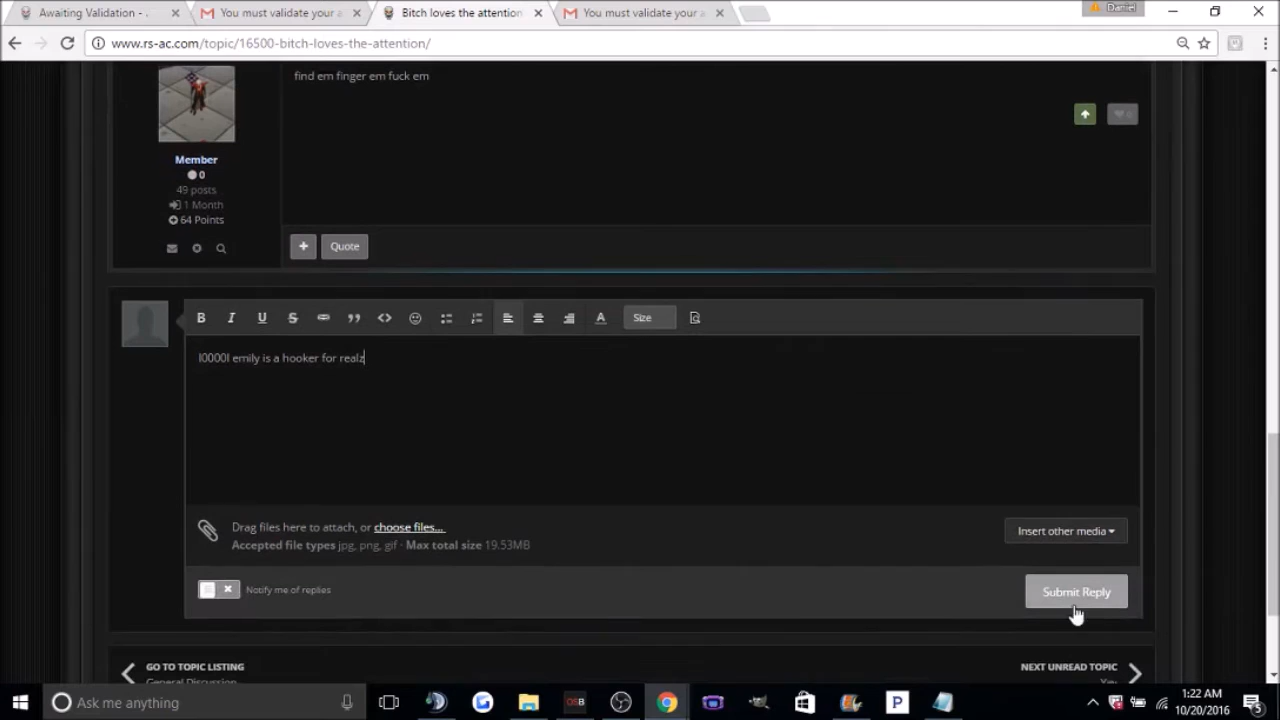 Awaiting Validation - .
You must validate your a
Bitch loves the attention
You must validate your a
Daniel
www.rs-ac.com/topic/16500-bitch-loves-the-attention/
find em finger em fuck em
Member
0
49 posts
1 Month
64 Points
+ Quote
B I U S Size
l0000l emily is a hooker for realz
Drag files here to attach, or choose files...
Accepted file types jpg, png, gif · Max total size 19.53MB
Insert other media
Notify me of replies
Submit Reply
GO TO TOPIC LISTING
General Discussion
NEXT UNREAD TOPIC
Ask me anything
OSB
P
1:22 AM
10/20/2016
5